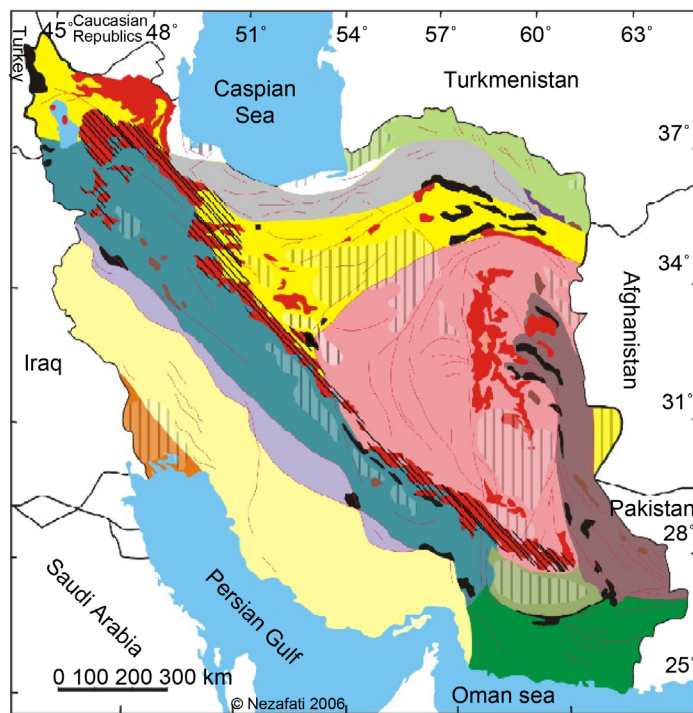 45° 48° 51° 54° 57° 60° 63°
Caucasian
Republics
Turkey
Caspian
Sea
Turkmenistan
37°
34°
Afghanistan
Iraq
31°
Pakistan
28°
Saudi Arabia
Persian Gulf
25°
0 100 200 300 km
Oman sea
© Nezafati 2006